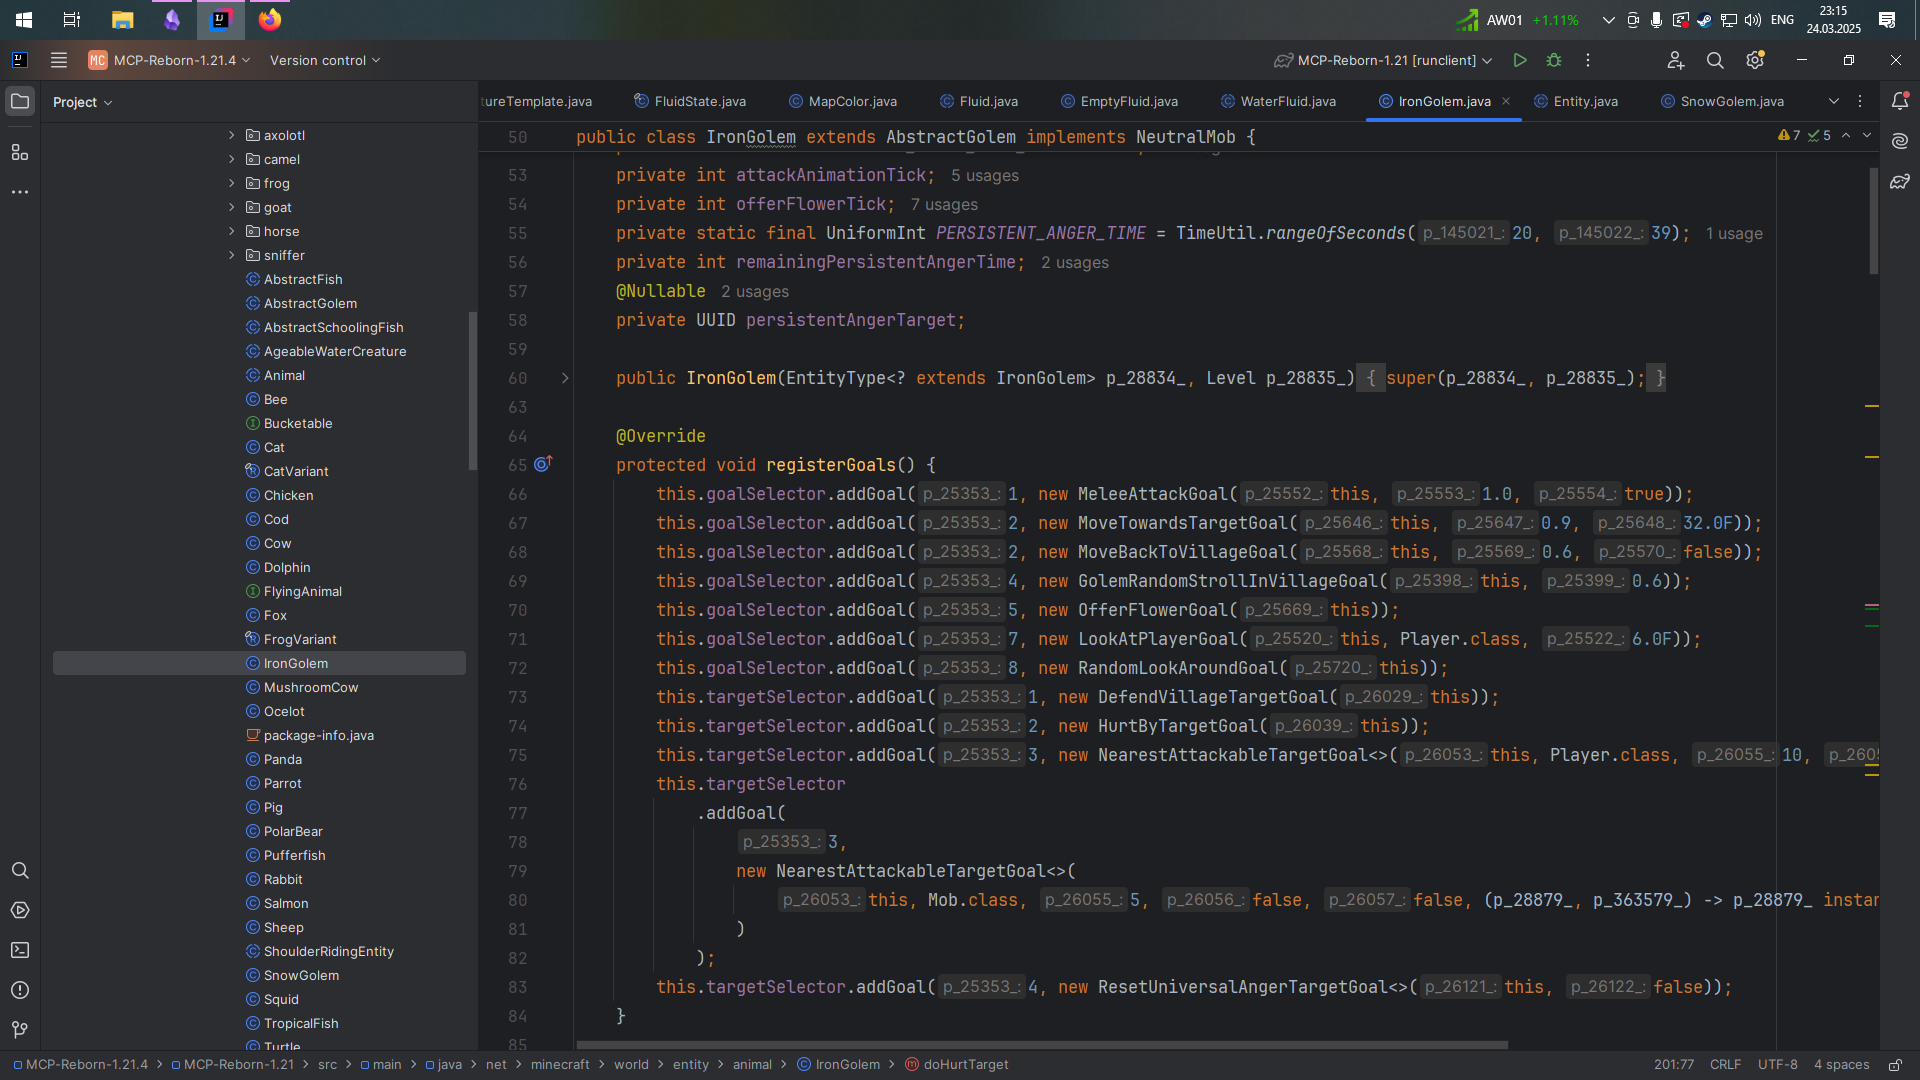 AW01 +1.11%
ENG
23:15
24.03.2025
MC MCP-Reborn-1.21.4
Version control
MCP-Reborn-1.21 [runclient]
Project
axolotl
camel
frog
goat
horse
sniffer
AbstractFish
AbstractGolem
AbstractSchoolingFish
AgeableWaterCreature
Animal
Bee
Bucketable
Cat
CatVariant
Chicken
Cod
Cow
Dolphin
FlyingAnimal
Fox
FrogVariant
IronGolem
MushroomCow
Ocelot
package-info.java
Panda
Parrot
Pig
PolarBear
Pufferfish
Rabbit
Salmon
Sheep
ShoulderRidingEntity
SnowGolem
Squid
TropicalFish
Turtle
tureTemplate.java FluidState.java MapColor.java Fluid.java EmptyFluid.java WaterFluid.java IronGolem.java Entity.java SnowGolem.java
50 public class IronGolem extends AbstractGolem implements NeutralMob {
7 5
53 private int attackAnimationTick; 5 usages
54 private int offerFlowerTick; 7 usages
55 private static final UniformInt PERSISTENT_ANGER_TIME = TimeUtil.rangeOfSeconds( p_145021_: 20, p_145022_: 39); 1 usage
56 private int remainingPersistentAngerTime; 2 usages
57 @Nullable 2 usages
58 private UUID persistentAngerTarget;
59
60 public IronGolem(EntityType<? extends IronGolem> p_28834_, Level p_28835_) { super(p_28834_, p_28835_); }
63
64 @Override
65 protected void registerGoals() {
66 this.goalSelector.addGoal( p_25353_: 1, new MeleeAttackGoal( p_25552_: this, p_25553_: 1.0, p_25554_: true));
67 this.goalSelector.addGoal( p_25353_: 2, new MoveTowardsTargetGoal( p_25646_: this, p_25647_: 0.9, p_25648_: 32.0F));
68 this.goalSelector.addGoal( p_25353_: 2, new MoveBackToVillageGoal( p_25568_: this, p_25569_: 0.6, p_25570_: false));
69 this.goalSelector.addGoal( p_25353_: 4, new GolemRandomStrollInVillageGoal( p_25398_: this, p_25399_: 0.6));
70 this.goalSelector.addGoal( p_25353_: 5, new OfferFlowerGoal( p_25669_: this));
71 this.goalSelector.addGoal( p_25353_: 7, new LookAtPlayerGoal( p_25520_: this, Player.class, p_25522_: 6.0F));
72 this.goalSelector.addGoal( p_25353_: 8, new RandomLookAroundGoal( p_25720_: this));
73 this.targetSelector.addGoal( p_25353_: 1, new DefendVillageTargetGoal( p_26029_: this));
74 this.targetSelector.addGoal( p_25353_: 2, new HurtByTargetGoal( p_26039_: this));
75 this.targetSelector.addGoal( p_25353_: 3, new NearestAttackableTargetGoal<>( p_26053_: this, Player.class, p_26055_: 10, p_260
76 this.targetSelector
77 .addGoal(
78 p_25353_: 3,
79 new NearestAttackableTargetGoal<>(
80 p_26053_: this, Mob.class, p_26055_: 5, p_26056_: false, p_26057_: false, (p_28879_, p_363579_) -> p_28879_ instan
81 )
82 );
83 this.targetSelector.addGoal( p_25353_: 4, new ResetUniversalAngerTargetGoal<>( p_26121_: this, p_26122_: false));
84 }
85
MCP-Reborn-1.21.4 > MCP-Reborn-1.21 > src > main > java > net > minecraft > world > entity > animal > IronGolem > doHurtTarget
201:77 CRLF UTF-8 4 spaces